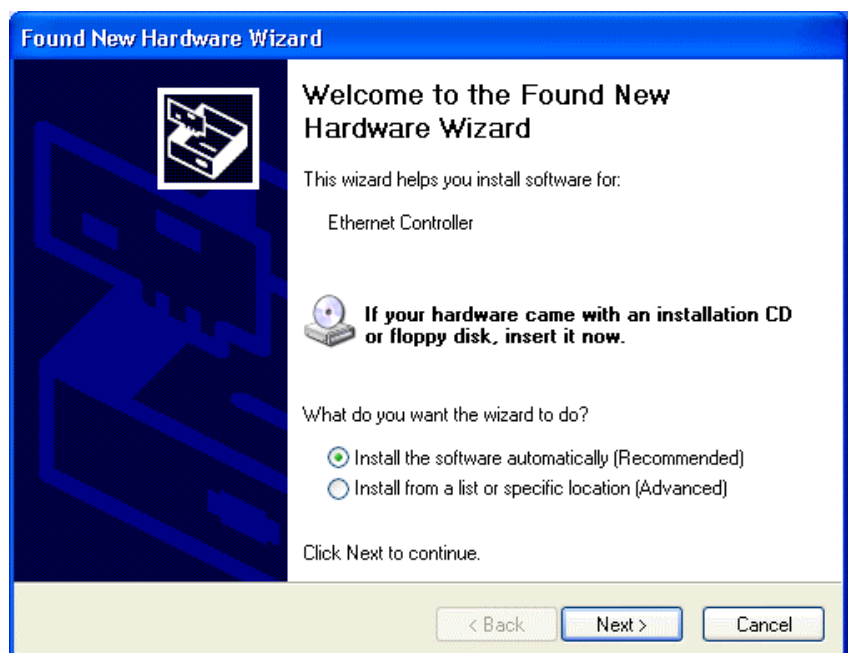 Found New Hardware Wizard
Welcome to the Found New
Hardware Wizard
This wizard helps you install software for:
Ethernet Controller
If your hardware came with an installation CD
or floppy disk, insert it now.
What do you want the wizard to do?
Install the software automatically (Recommended)
Install from a list or specific location (Advanced)
Click Next to continue.
< Back Next > Cancel